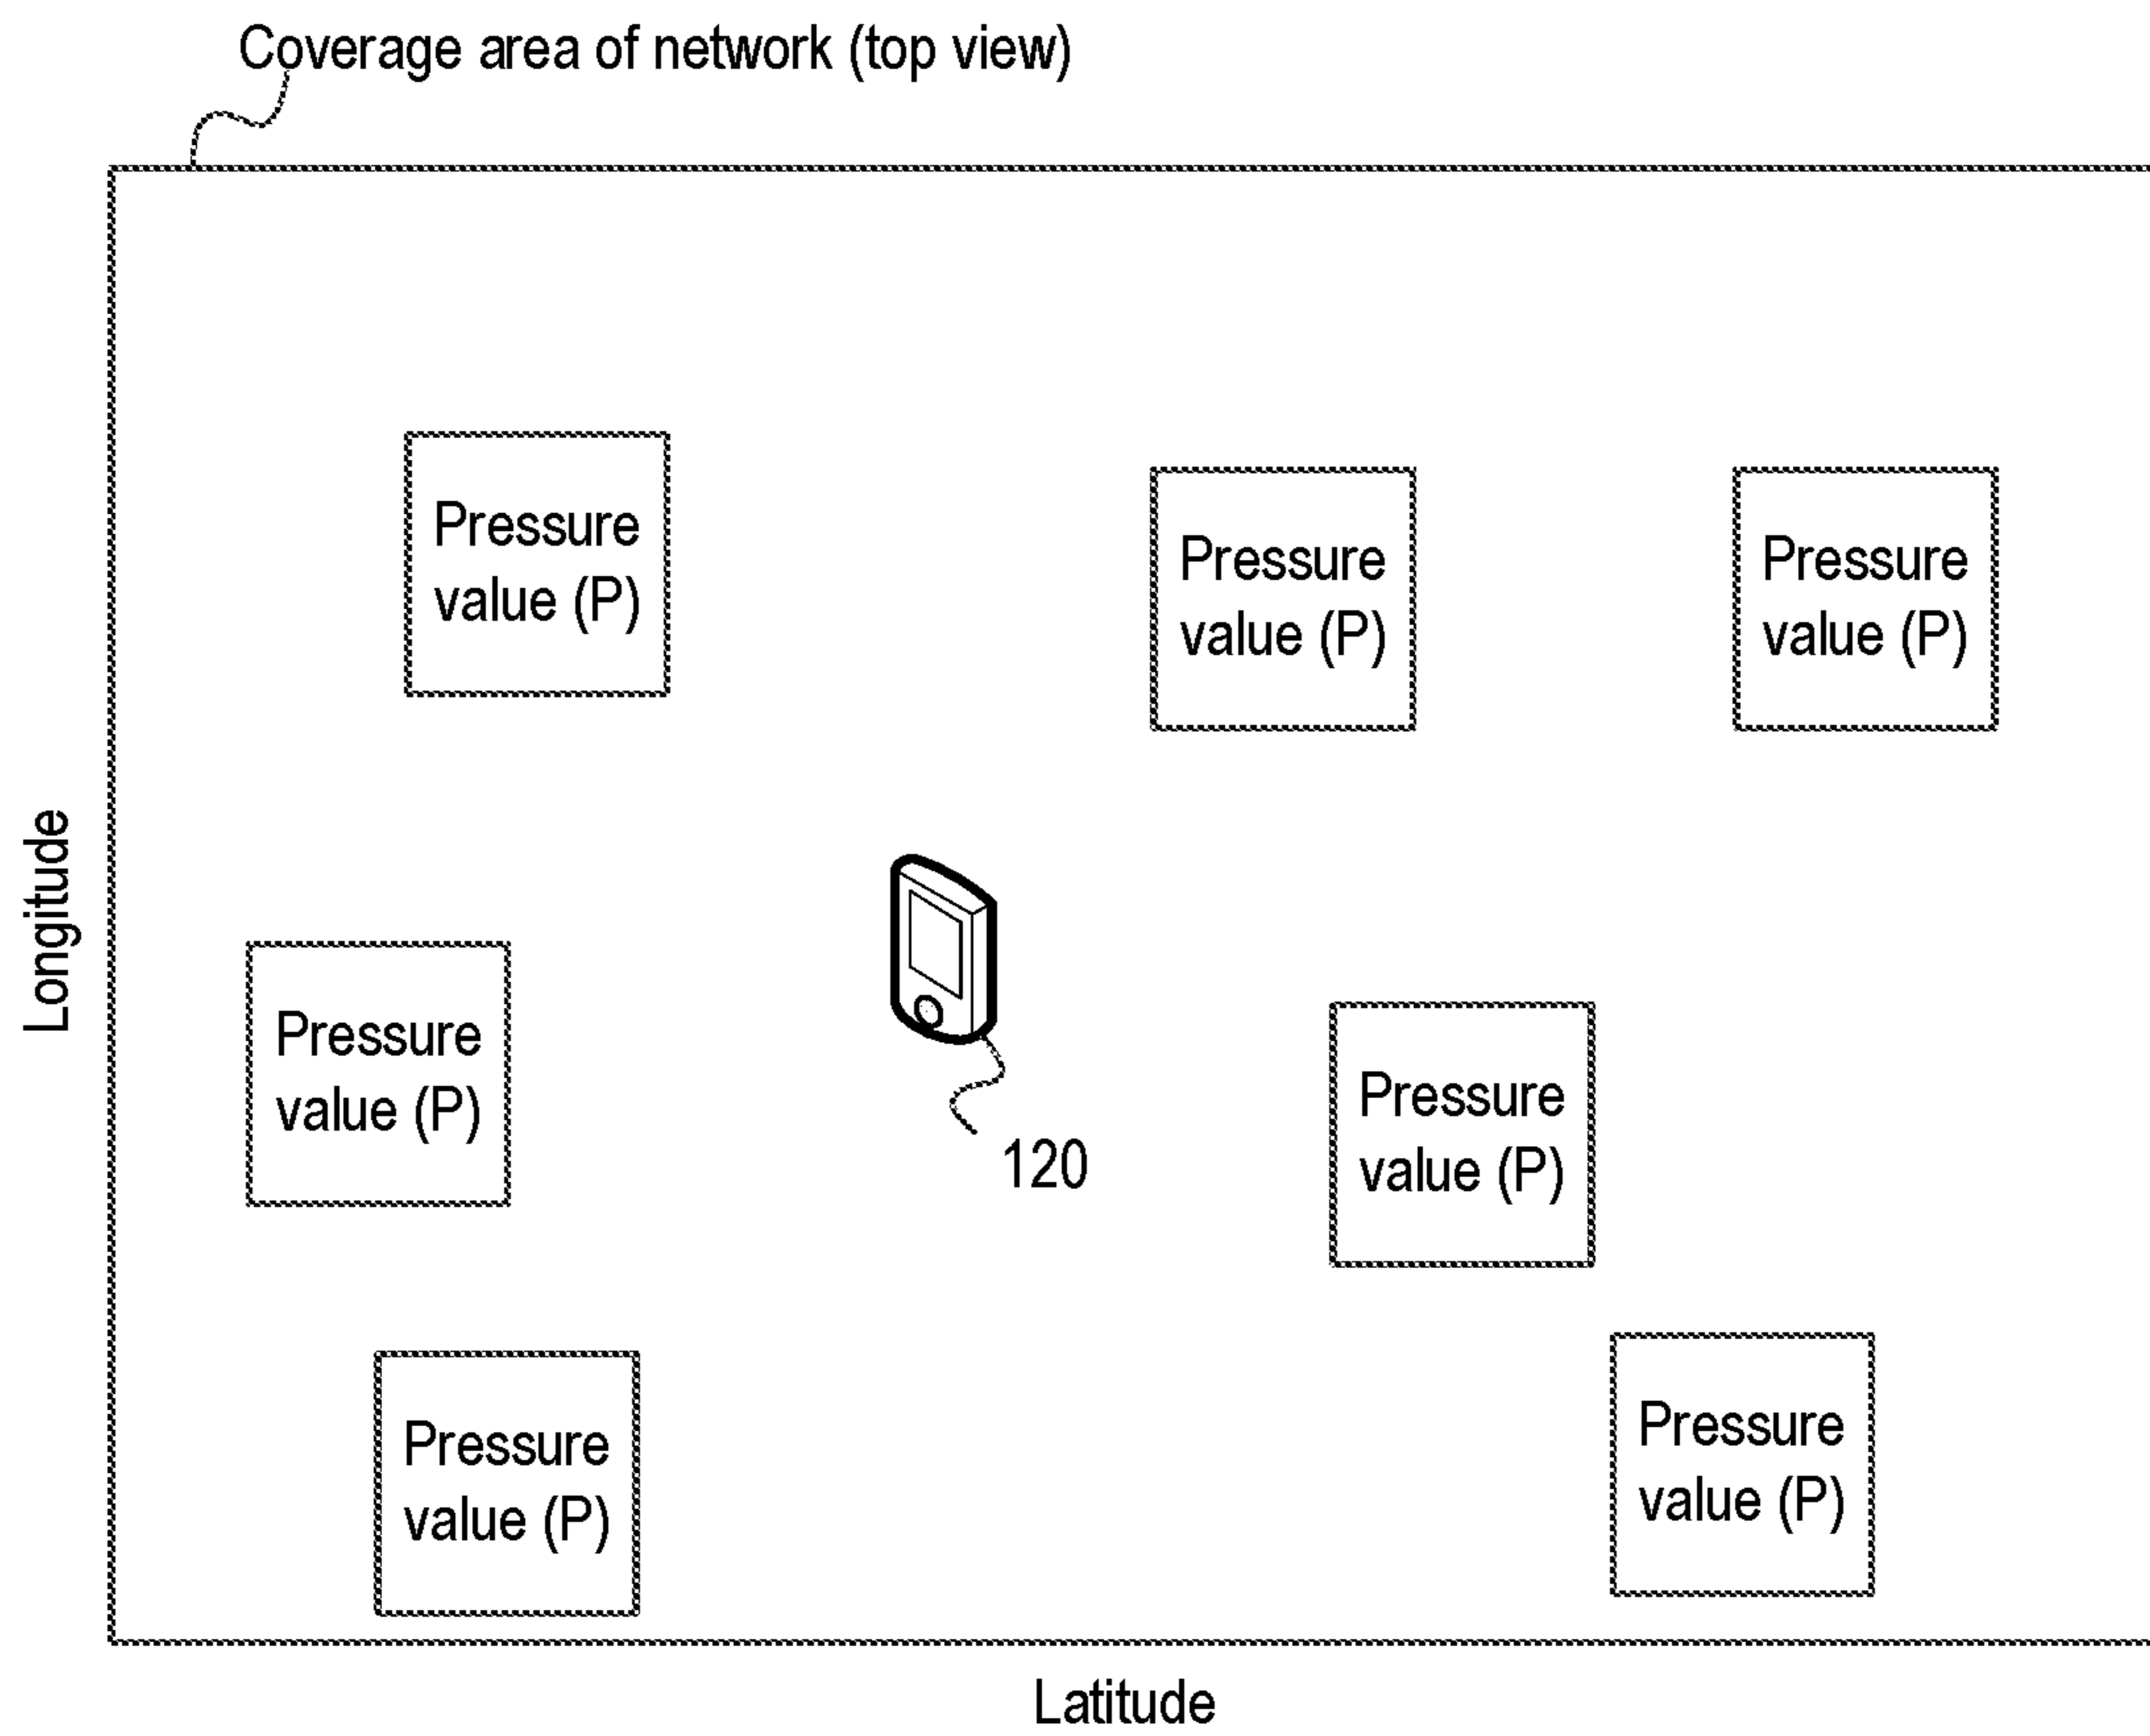 Coverage area of network (top view)
Pressure
value (P)
Pressure
value (P)
Pressure
value (P)
Longitude
Pressure
value (P)
120
Pressure
value (P)
Pressure
value (P)
Pressure
value (P)
Latitude